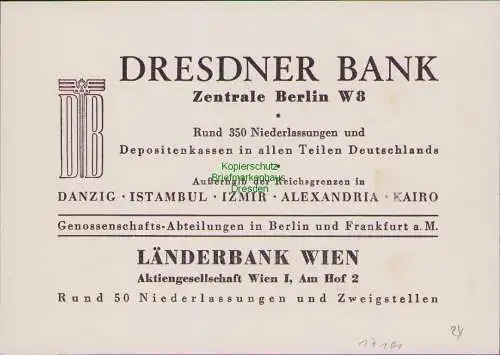 DRESDNER BANK
Zentrale Berlin W8
•
Rund 350 Niederlassungen und
Depositenkassen in allen Teilen Deutschlands
•
Kopierschutz
Briefmarkenhaus
Dresden
Außerhalb der Reichsgrenzen in
DANZIG · ISTAMBUL · IZMIR · ALEXANDRIA · KAIRO
Genossenschafts-Abteilungen in Berlin und Frankfurt a. M.
LÄNDERBANK WIEN
Aktiengesellschaft Wien I, Am Hof 2
Rund 50 Niederlassungen und Zweigstellen
DB